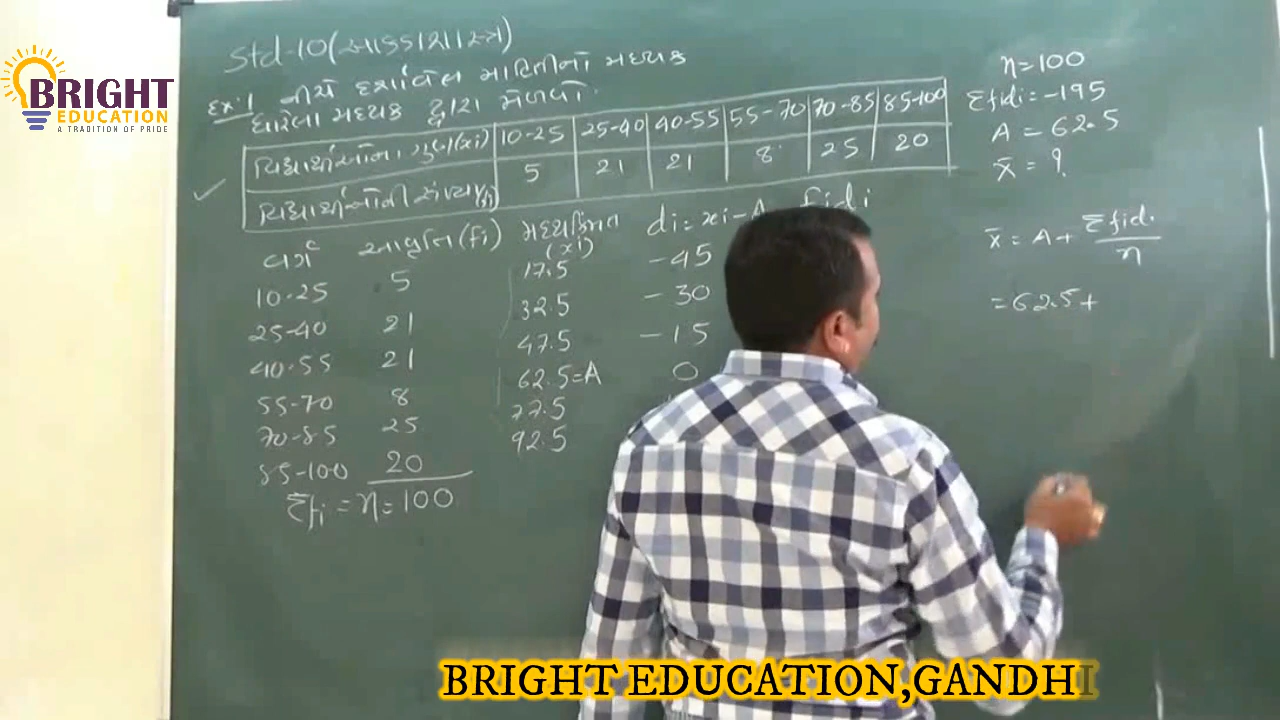 BRIGHT
EDUCATION
A TRADITION OF PRIDE
Std-10(આંકડાશાસ્ત્ર)
Ex:1 નીચે દર્શાવેલ માહિતીનો મધ્યક
ધારેલા મધ્યક દ્વારા મેળવો.
વિદ્યાર્થીઓના ગુણ(xi) 10-25 25-40 40-55 55-70 70-85 85-100
વિદ્યાર્થીઓની સંખ્યા(fi) 5 21 21 8 25 20
વર્ગ આવૃત્તિ (fi) મધ્યકિંમત (xi) di = xi - A fidi
10-25 5 17.5 -45
25-40 21 32.5 -30
40-55 21 47.5 -15
55-70 8 62.5=A 0
70-85 25 77.5
85-100 20 92.5
Σfi = n = 100
n=100
Σfidi = -195
A = 62.5
x̄ = ?
x̄ = A + Σfidi / n
= 62.5 +
BRIGHT EDUCATION,GANDHI